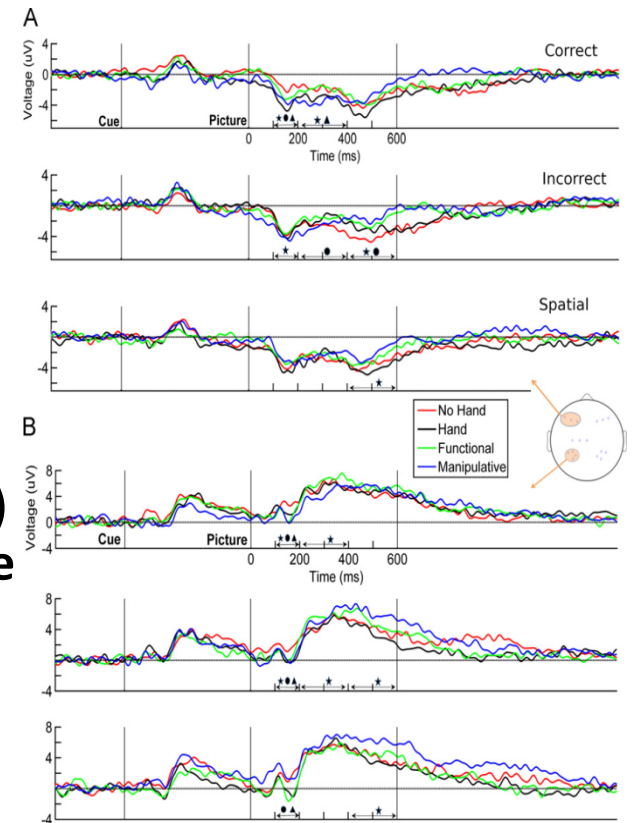 A
Correct
Voltage (uV)
4
0
-4
Cue
Picture
★●▲ ★▲
0 200 400 600
Time (ms)
Incorrect
4
-4
★ ● ★●
Spatial
4
-4
★
No Hand
Hand
Functional
Manipulative
B
Voltage (uV)
8
4
0
-4
)
e
Cue
Picture
★●▲ ★
0 200 400 600
Time (ms)
8
4
-4
★●▲ ★ ★
8
4
-4
●▲ ★